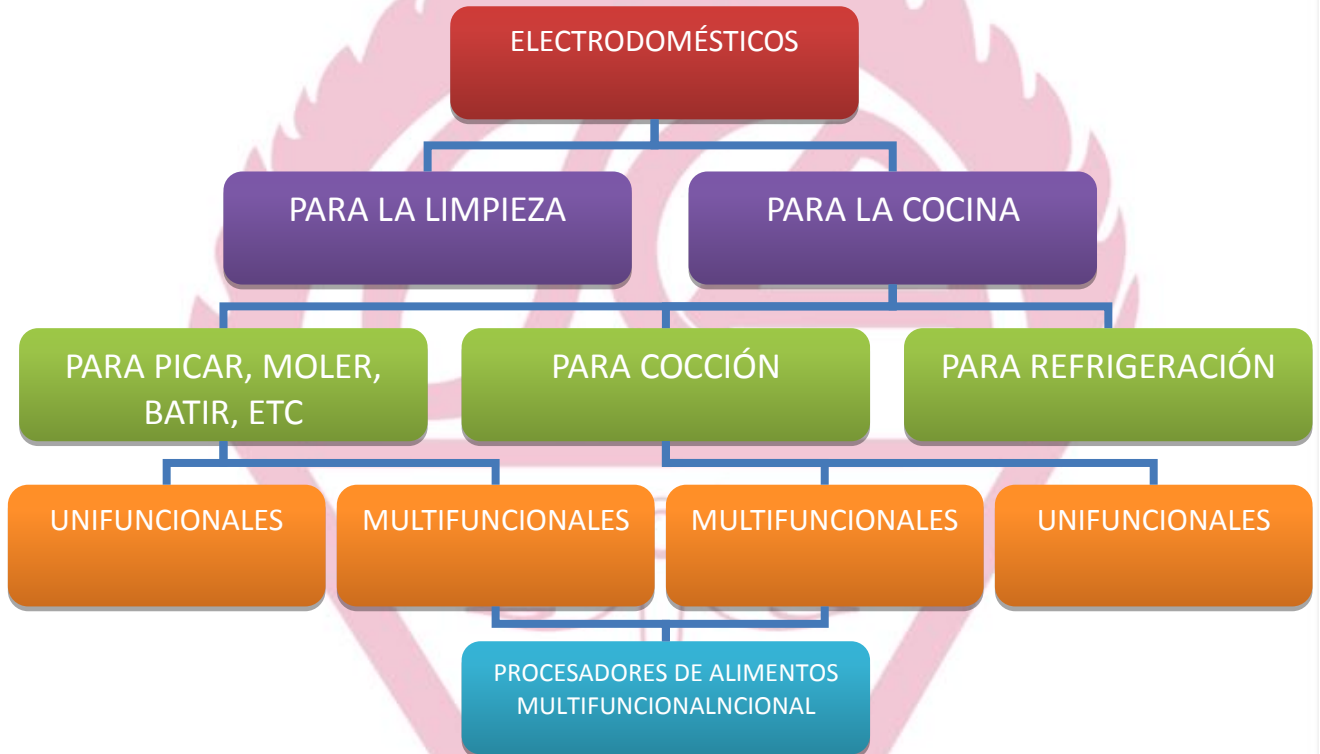 ELECTRODOMÉSTICOS
PARA LA LIMPIEZA
PARA LA COCINA
PARA PICAR, MOLER,
BATIR, ETC
PARA COCCIÓN
PARA REFRIGERACIÓN
UNIFUNCIONALES
MULTIFUNCIONALES
MULTIFUNCIONALES
UNIFUNCIONALES
PROCESADORES DE ALIMENTOS
MULTIFUNCIONALNCIONAL